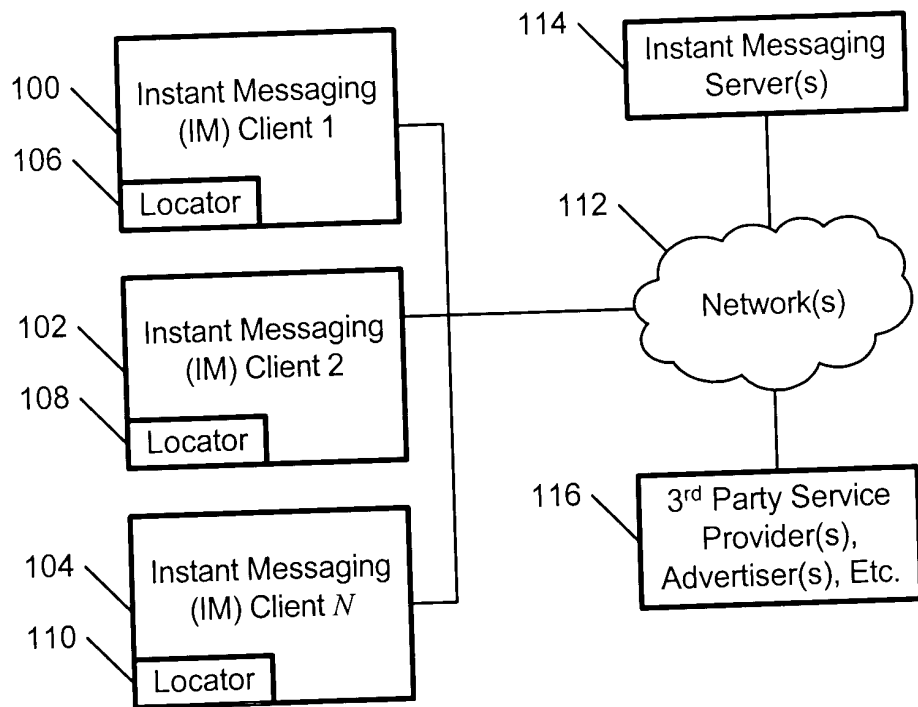 100
Instant Messaging
(IM) Client 1
106
Locator
102
Instant Messaging
(IM) Client 2
108
Locator
104
Instant Messaging
(IM) Client N
110
Locator
114
Instant Messaging
Server(s)
112
Network(s)
116
3rd Party Service
Provider(s),
Advertiser(s), Etc.